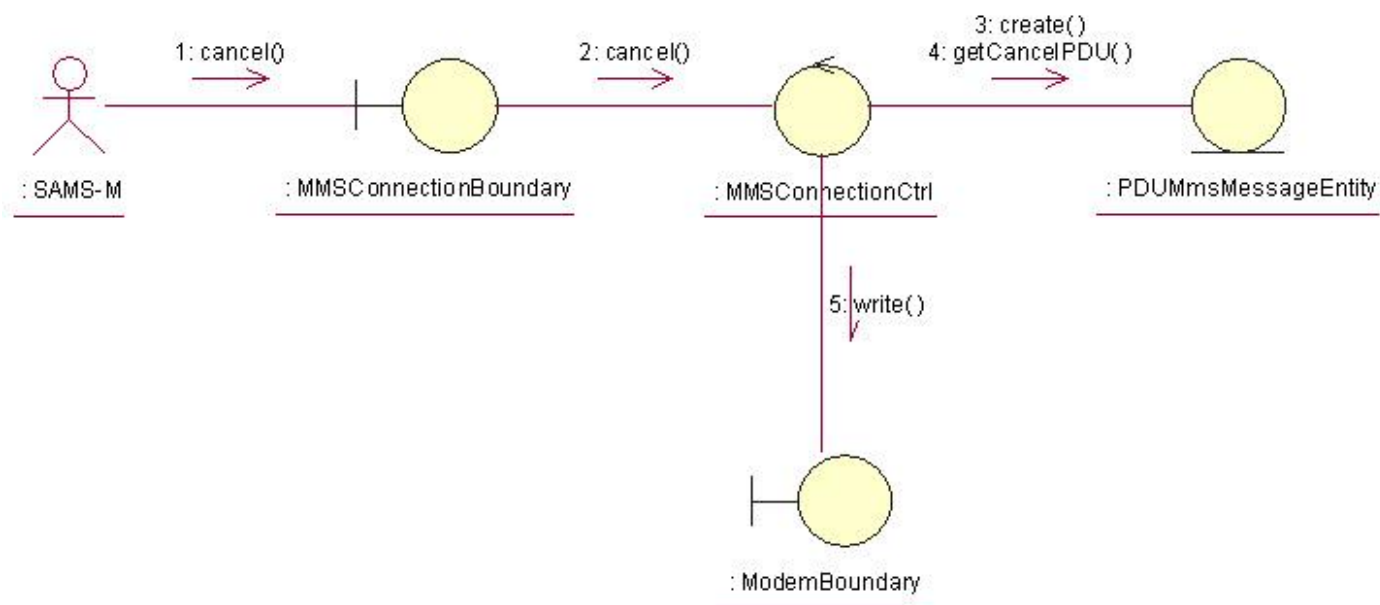 3: create()
1: cancel()
2: cancel()
4: getCancelPDU()
: SAMS-M
: MMSConnectionBoundary
: MMSConnectionCtrl
: PDUMmsMessageEntity
5: write()
: ModemBoundary